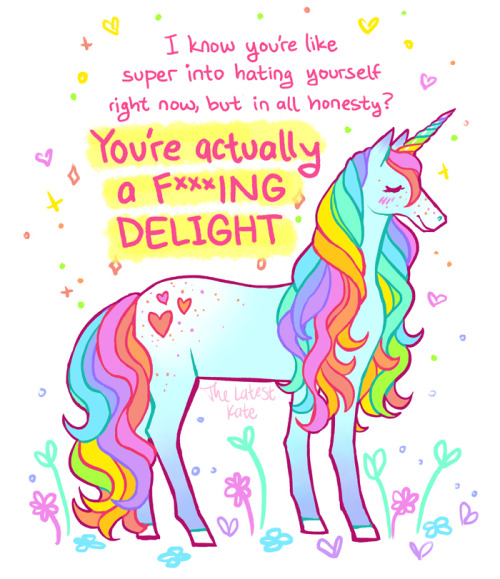 I know you're like
super into hating yourself
right now, but in all honesty?
You're actually
a F***ING
DELIGHT
The Latest
Kate